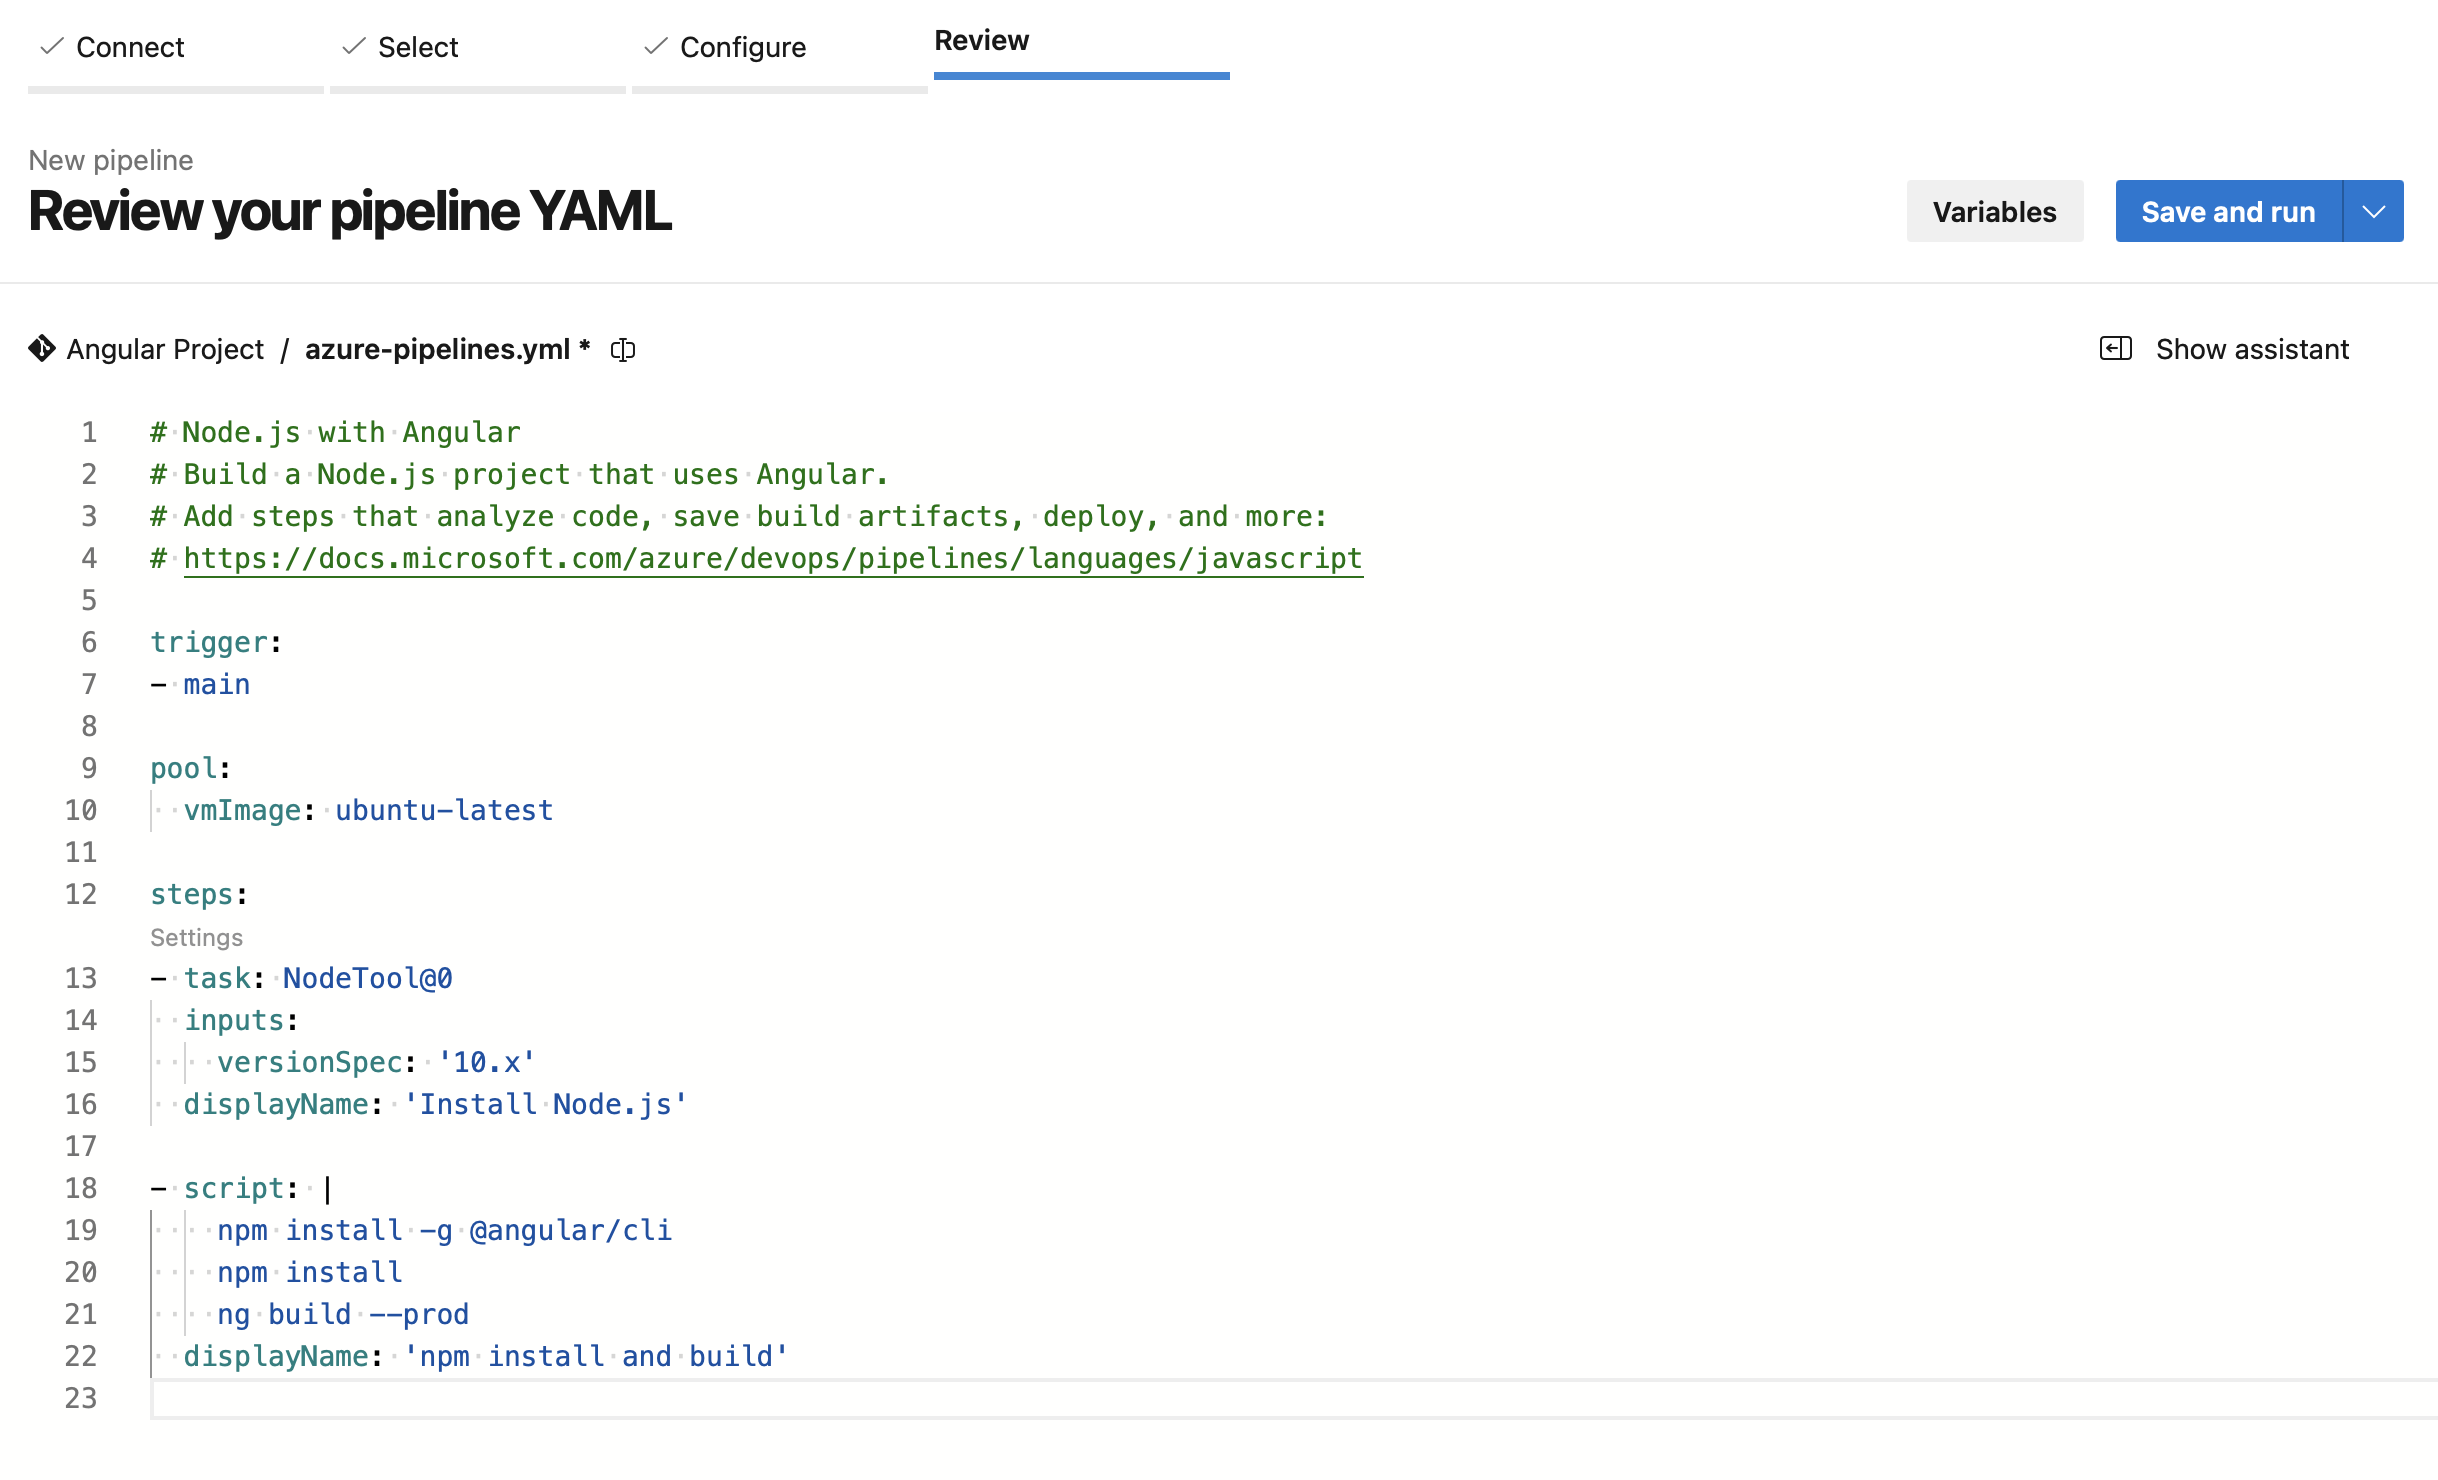 Connect
Select
Configure
Review
New pipeline
Review your pipeline YAML
Variables
Save and run
Angular Project / azure-pipelines.yml *
Show assistant
1 # Node.js with Angular
2 # Build a Node.js project that uses Angular.
3 # Add steps that analyze code, save build artifacts, deploy, and more:
4 # https://docs.microsoft.com/azure/devops/pipelines/languages/javascript
5
6 trigger:
7 - main
8
9 pool:
10   vmImage: ubuntu-latest
11
12 steps:
Settings
13 - task: NodeTool@0
14   inputs:
15     versionSpec: '10.x'
16   displayName: 'Install Node.js'
17
18 - script: |
19     npm install -g @angular/cli
20     npm install
21     ng build --prod
22   displayName: 'npm install and build'
23